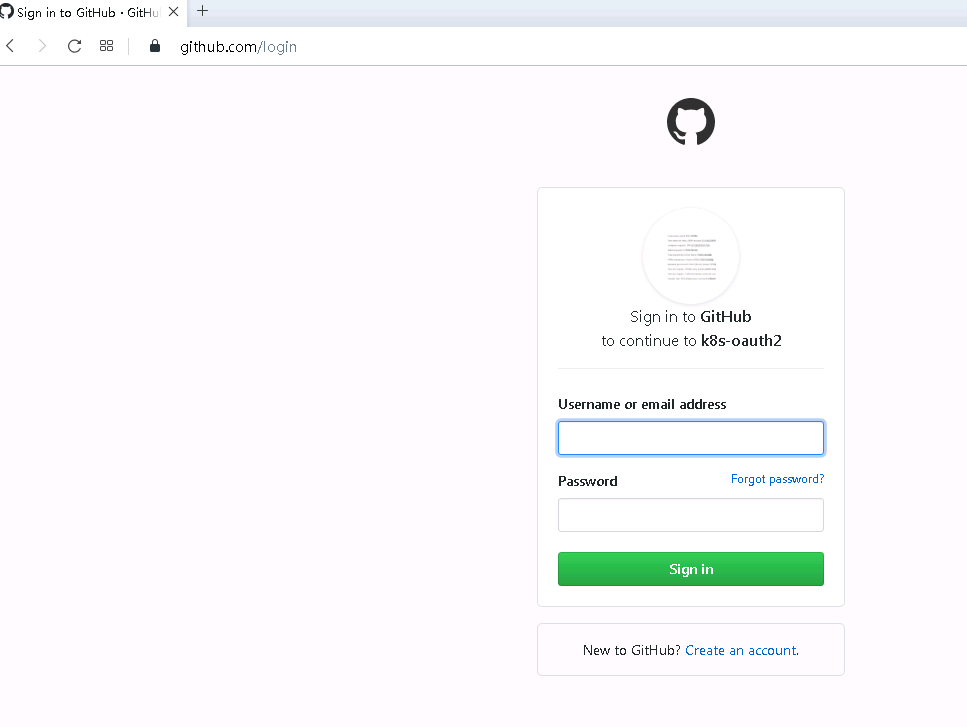 Sign in to GitHub · GitHu
github.com/login
Sign in to GitHub
to continue to k8s-oauth2
Username or email address
Password
Forgot password?
Sign in
New to GitHub? Create an account.